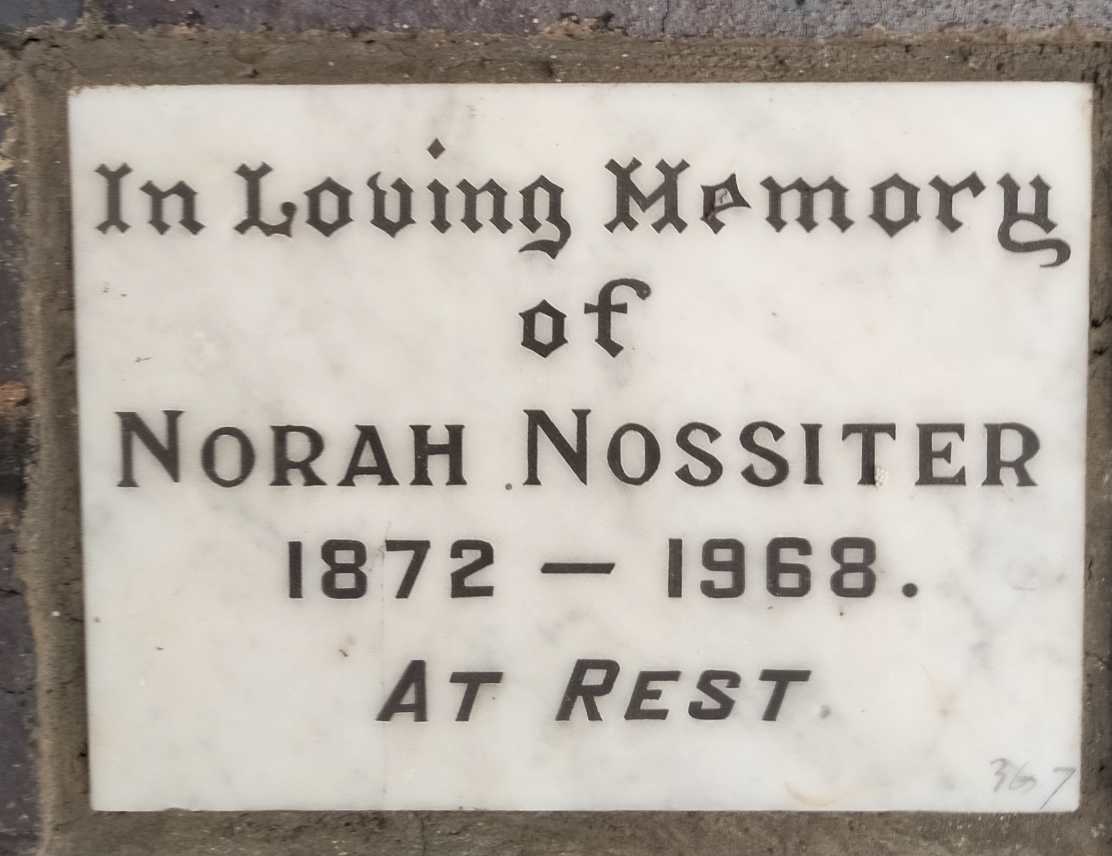 In Loving Memory
of
NORAH NOSSITER
1872 – 1968.
AT REST.
367